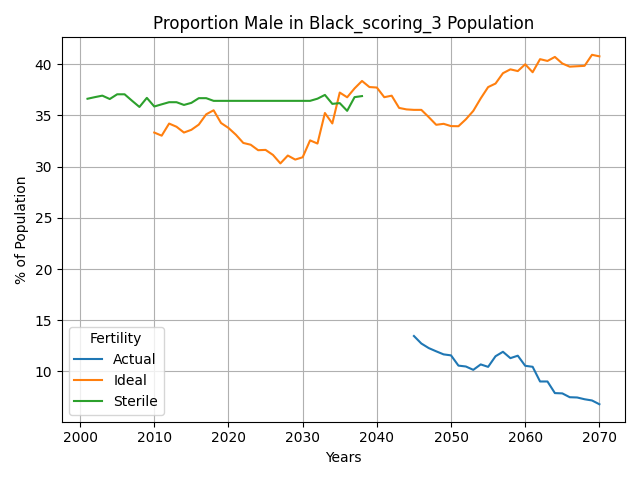 Proportion Male in Black_scoring_3 Population
% of Population
40
35
30
25
20
15
10
Fertility
Actual
Ideal
Sterile
2000 2010 2020 2030 2040 2050 2060 2070
Years